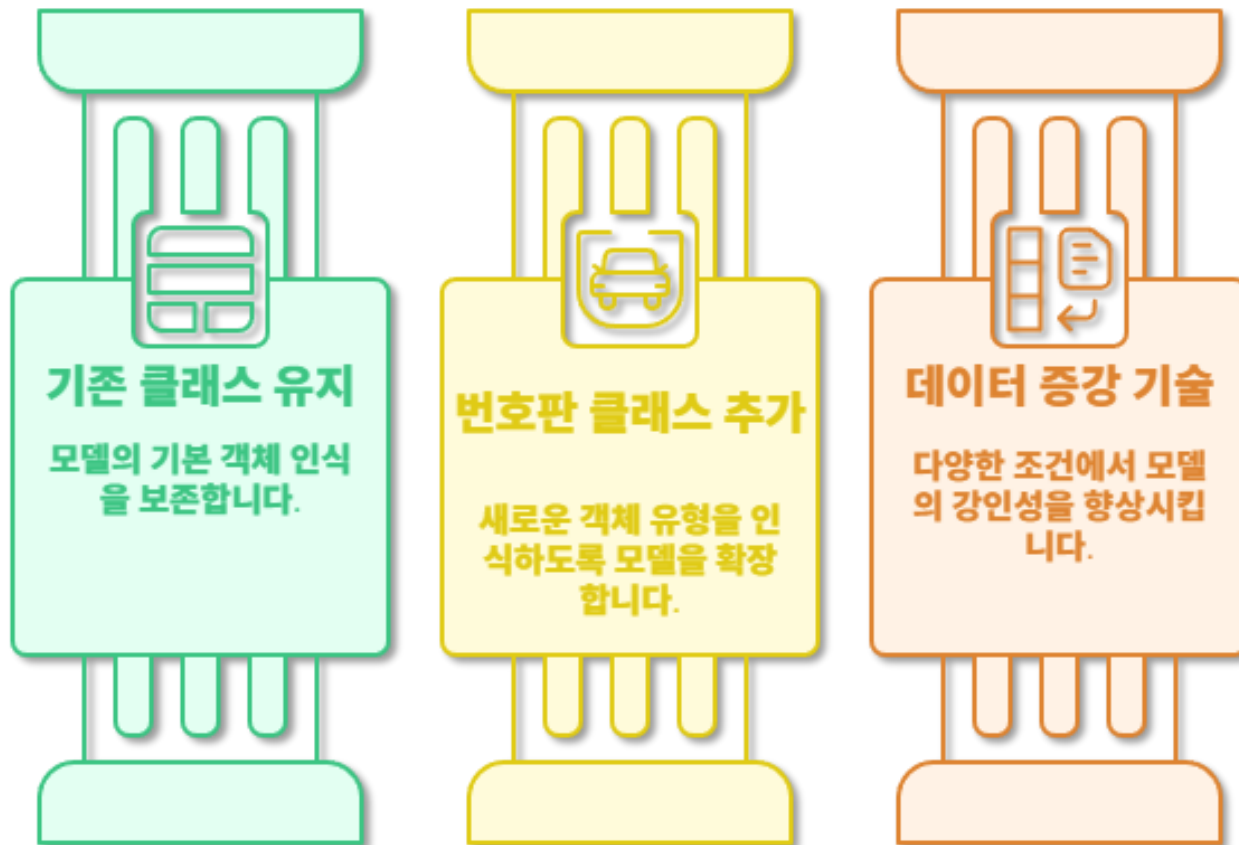 기존 클래스 유지
모델의 기본 객체 인식
을 보존합니다.
번호판 클래스 추가
새로운 객체 유형을 인
식하도록 모델을 확장
합니다.
데이터 증강 기술
다양한 조건에서 모델
의 강인성을 향상시킵
니다.